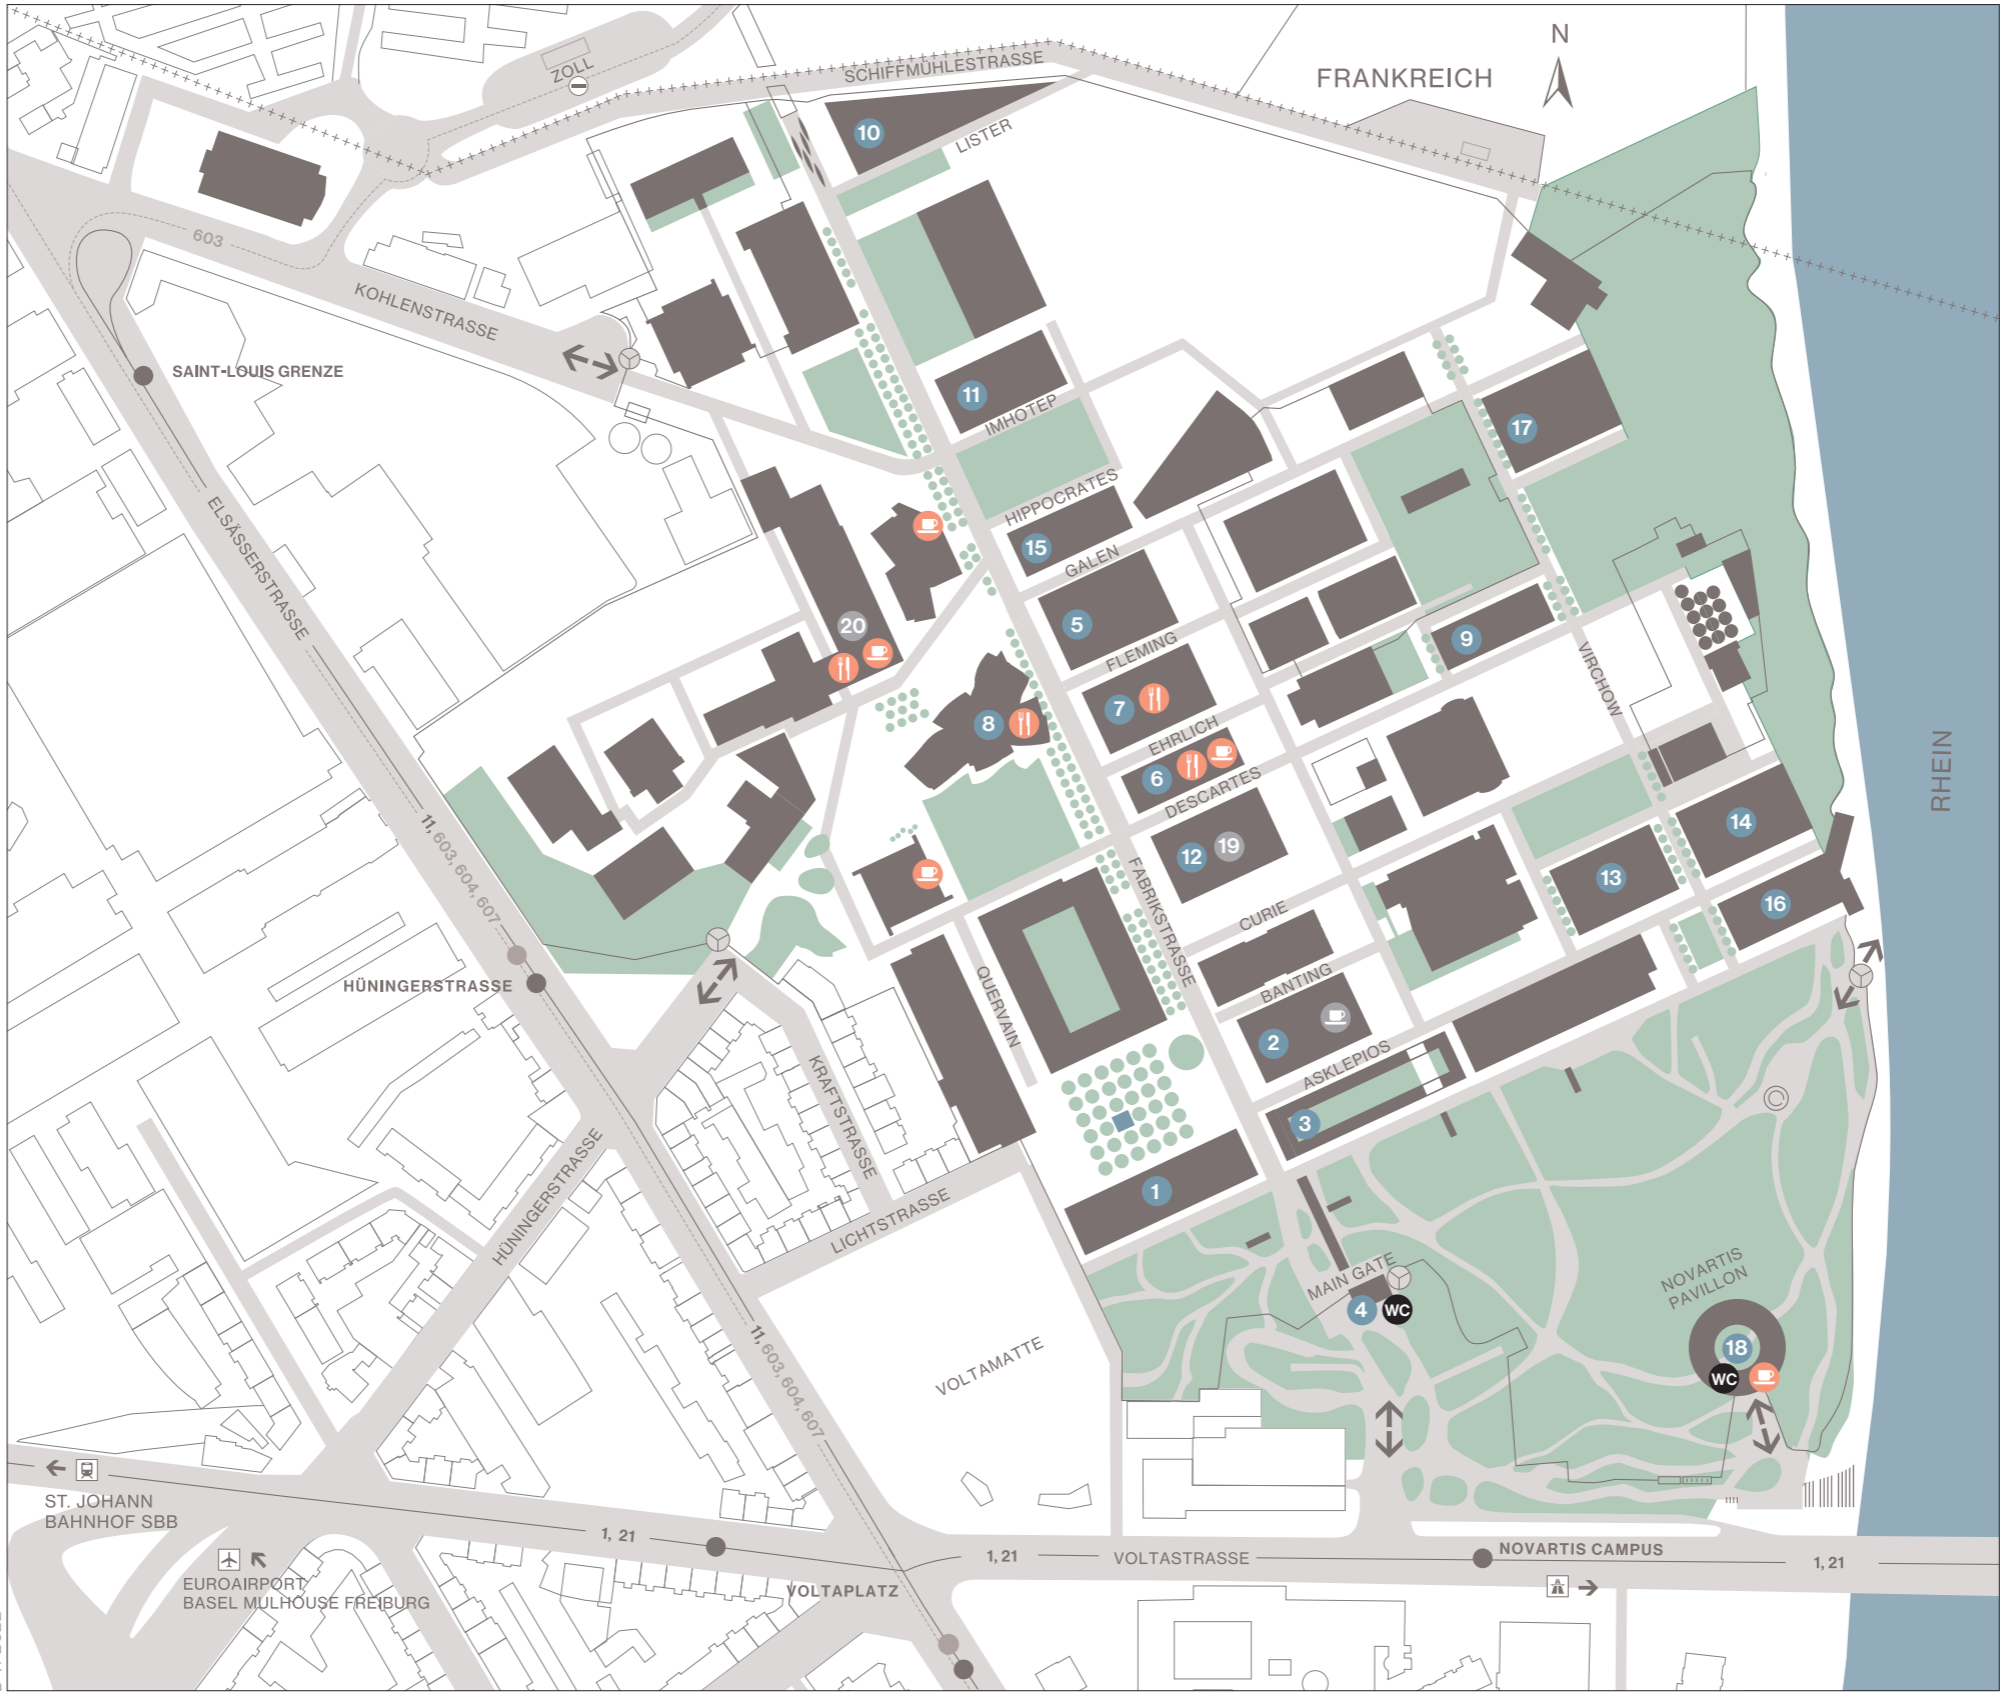 N
ZOLL
SCHIFFMÜHLESTRASSE
FRANKREICH
10
LISTER
603
KOHLENSTRASSE
SAINT-LOUIS GRENZE
11
IMHOTEP
17
HIPPOCRATES
15
GALEN
ELSÄSSERSTRASSE
20
5
FLEMING
9
VIRCHOW
7
8
EHRLICH
6
DESCARTES
RHEIN
11, 603, 604, 607
12
19
14
13
16
FABRIKSTRASSE
CURIE
HÜNINGERSTRASSE
QUERVAIN
BANTING
2
ASKLEPIOS
KRAFTSTRASSE
3
HÜNINGERSTRASSE
1
LICHTSTRASSE
MAIN GATE
4
WC
NOVARTIS
PAVILLON
18
WC
11, 603, 604, 607
VOLTAMATTE
ST. JOHANN
BAHNHOF SBB
1, 21
1, 21
VOLTASTRASSE
NOVARTIS CAMPUS
1, 21
EUROAIRPORT
BASEL MULHOUSE FREIBURG
VOLTAPLATZ